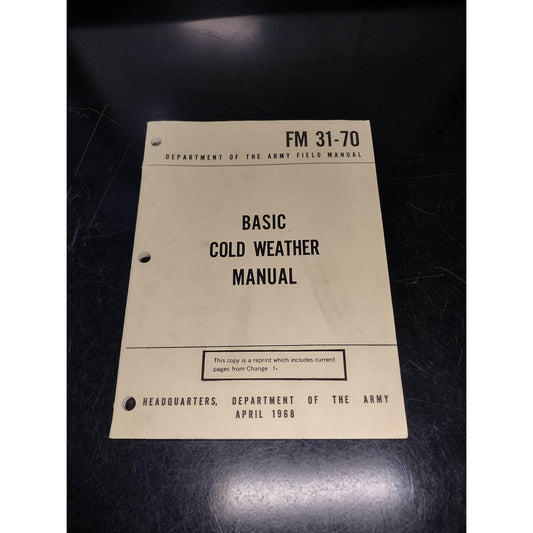 FM 31-70
DEPARTMENT OF THE ARMY FIELD MANUAL
BASIC
COLD WEATHER
MANUAL
This copy is a reprint which includes current
pages from Change 1.
HEADQUARTERS, DEPARTMENT OF THE ARMY
APRIL 1968